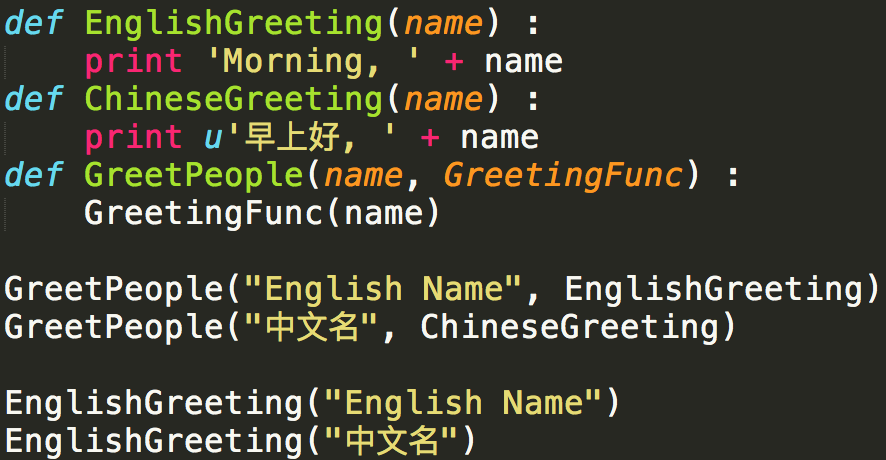 def EnglishGreeting(name) :
    print 'Morning, ' + name
def ChineseGreeting(name) :
    print u'早上好, ' + name
def GreetPeople(name, GreetingFunc) :
    GreetingFunc(name)

GreetPeople("English Name", EnglishGreeting)
GreetPeople("中文名", ChineseGreeting)

EnglishGreeting("English Name")
EnglishGreeting("中文名")